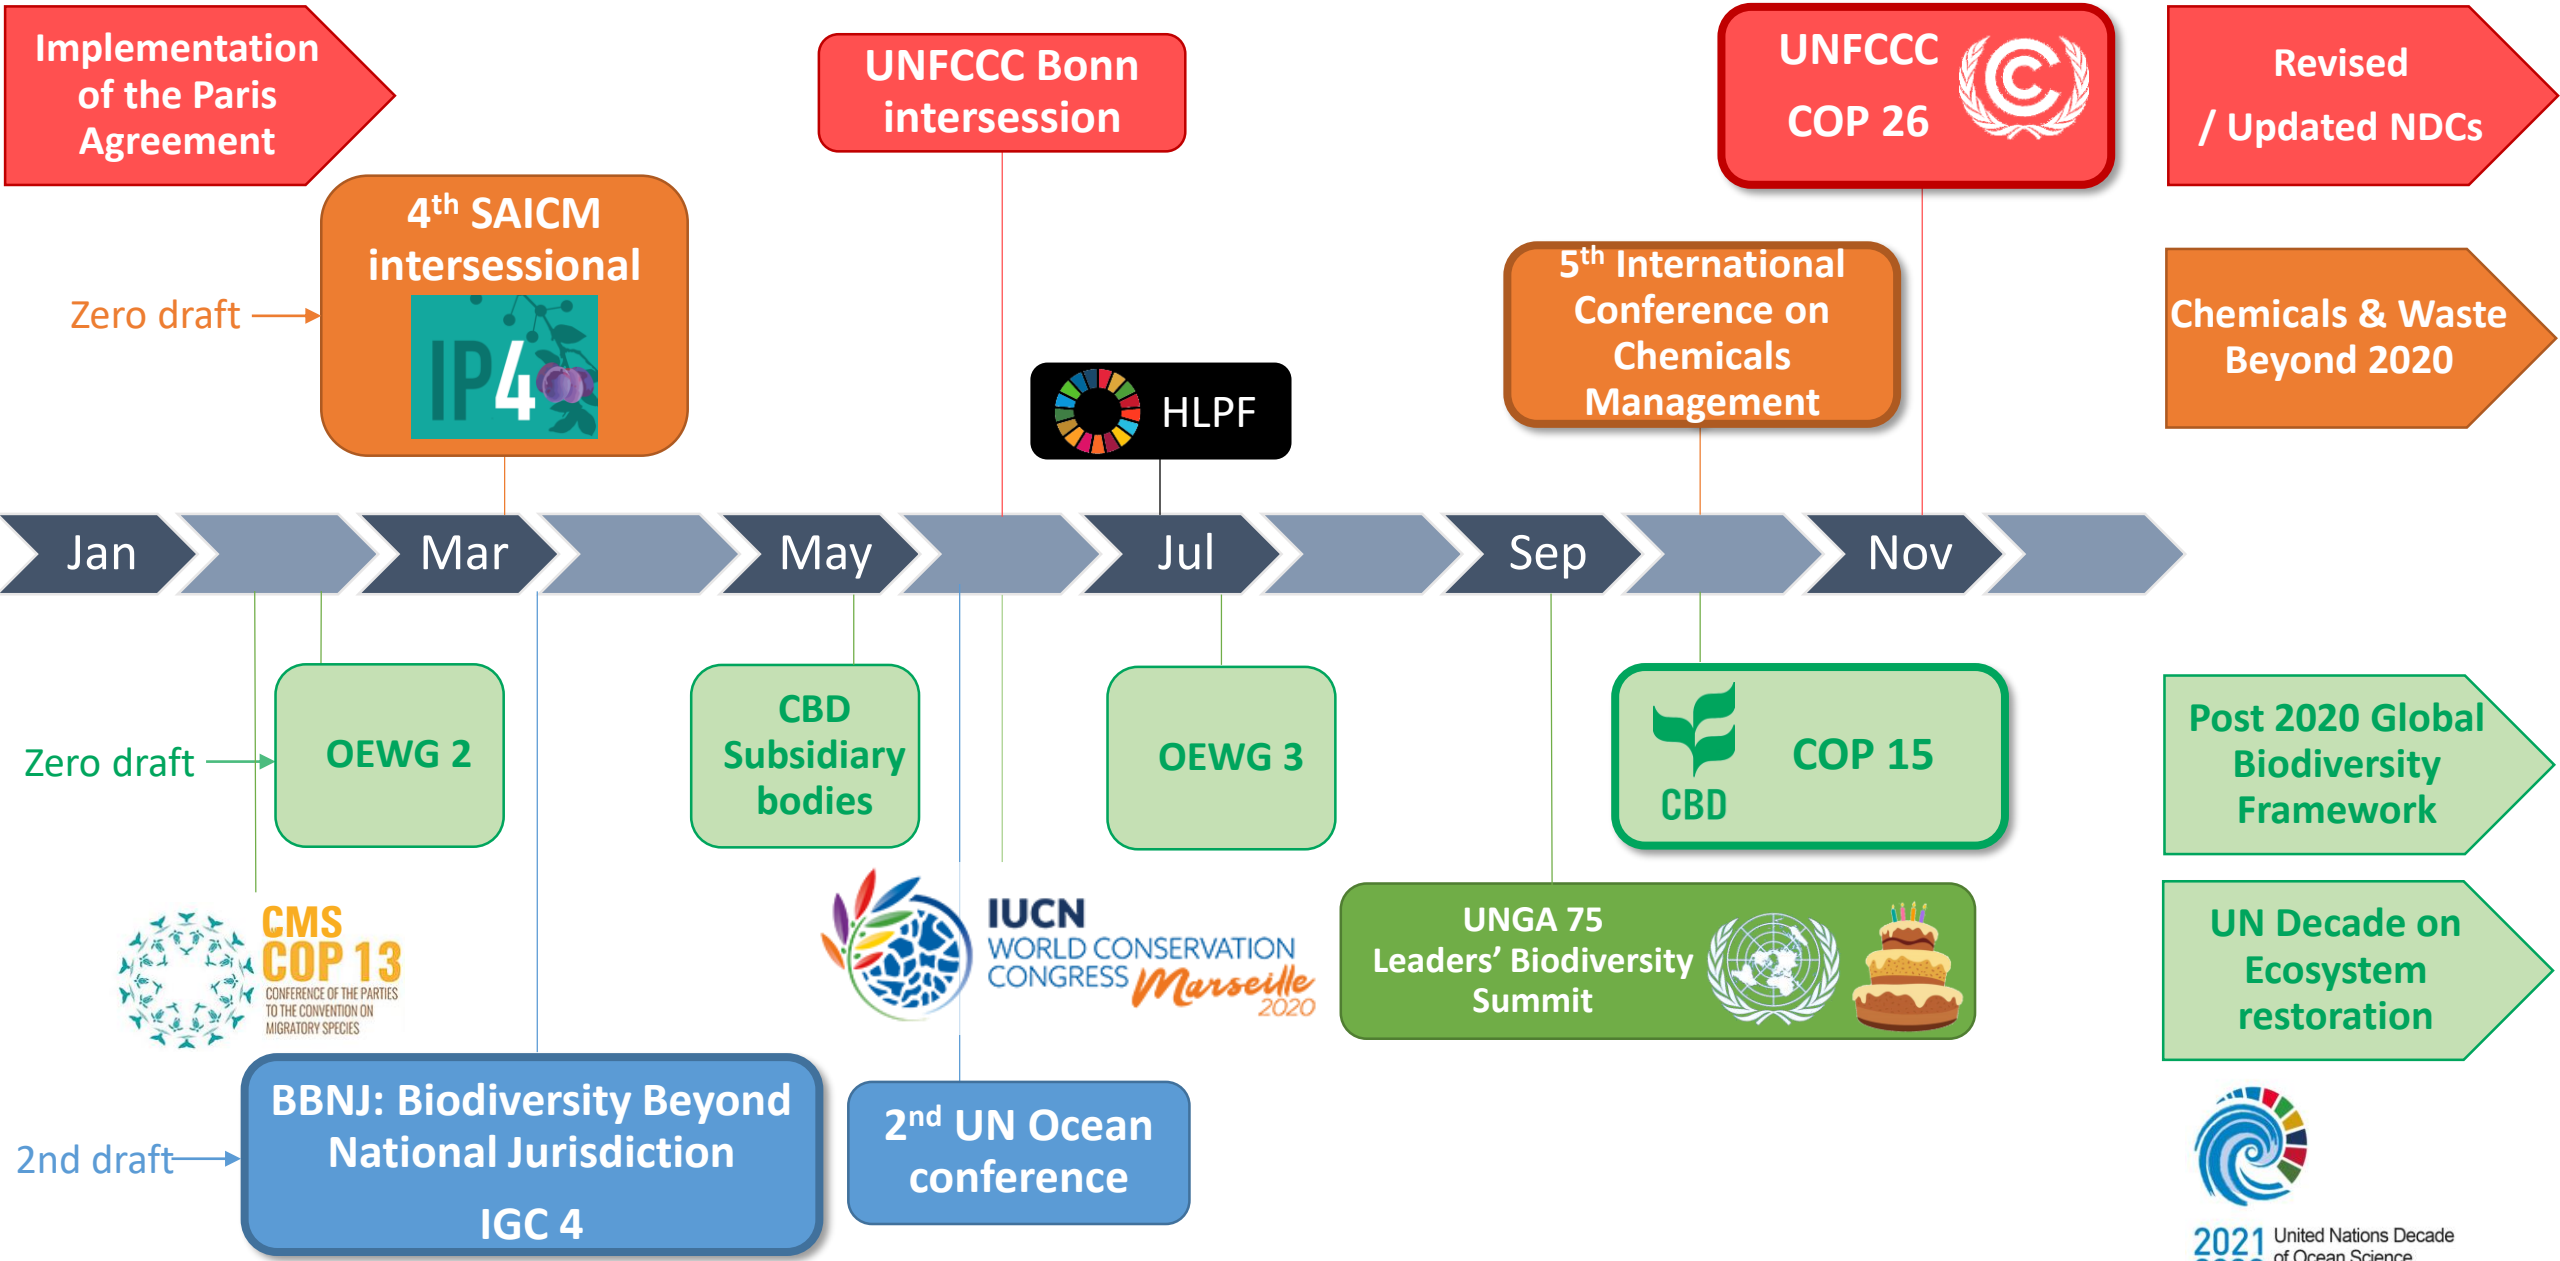 Implementation
of the Paris
Agreement
UNFCCC Bonn
intersession
UNFCCC
COP 26
Revised
/ Updated NDCs
4th SAICM
intersessional
IP4
Zero draft
HLPF
5th International
Conference on
Chemicals
Management
Chemicals & Waste
Beyond 2020
Jan
Mar
May
Jul
Sep
Nov
Zero draft
OEWG 2
CBD
Subsidiary
bodies
OEWG 3
CBD
COP 15
Post 2020 Global
Biodiversity
Framework
CMS
COP 13
CONFERENCE OF THE PARTIES
TO THE CONVENTION ON
MIGRATORY SPECIES
IUCN
WORLD CONSERVATION
CONGRESS Marseille
2020
UNGA 75
Leaders’ Biodiversity
Summit
UN Decade on
Ecosystem
restoration
2nd draft
BBNJ: Biodiversity Beyond
National Jurisdiction
IGC 4
2nd UN Ocean
conference
2021 United Nations Decade
of Ocean Science